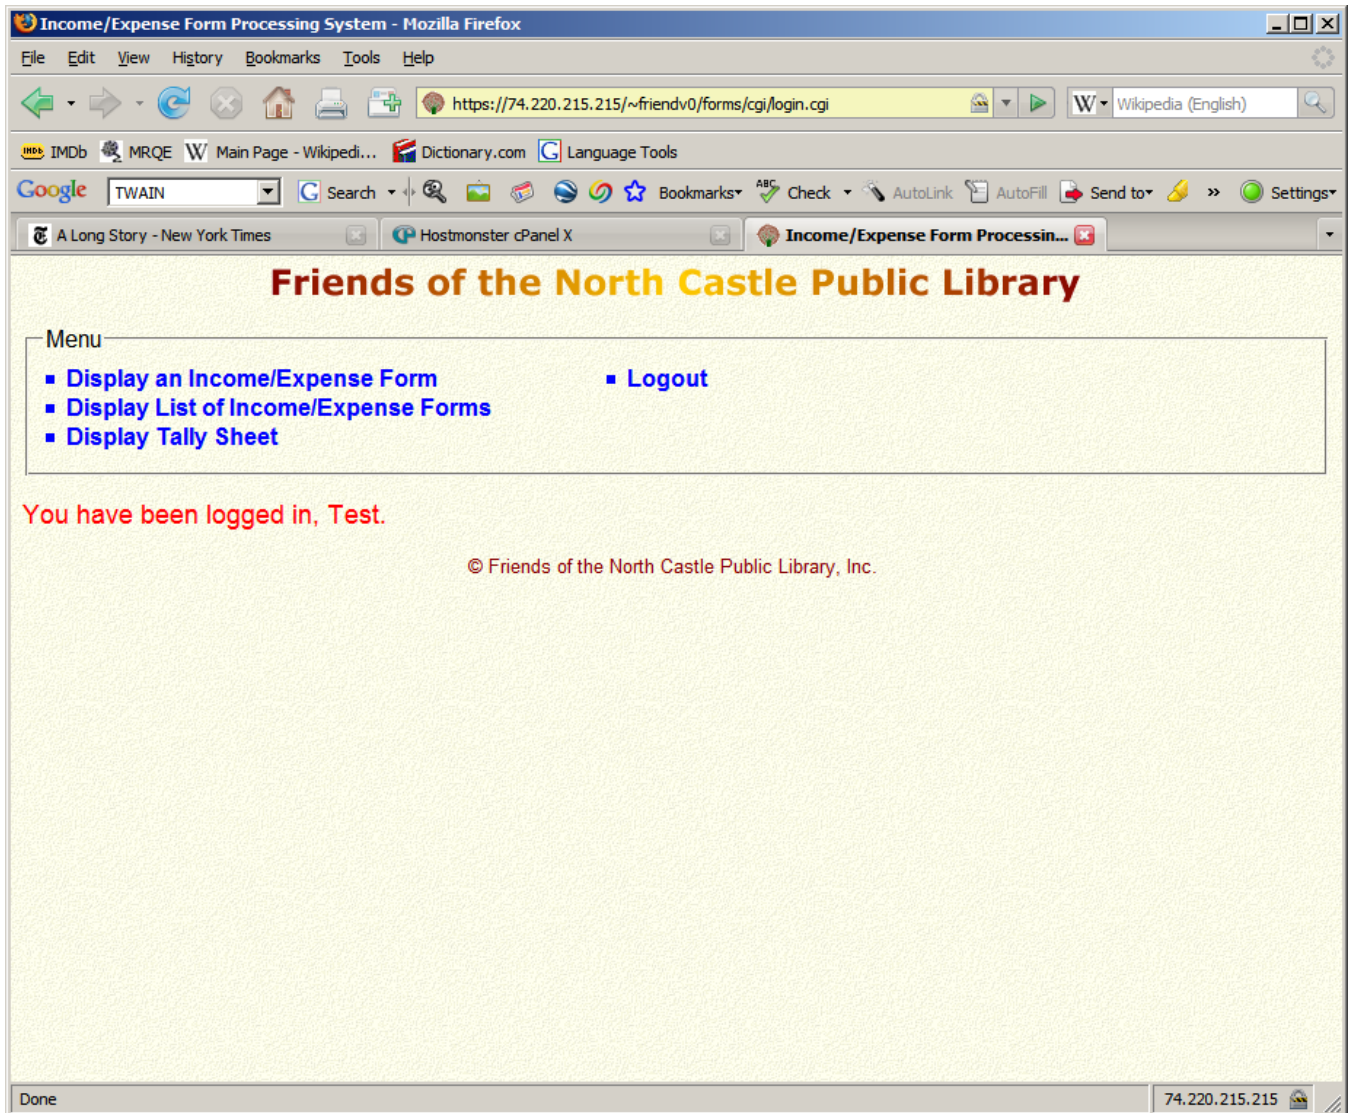 Income/Expense Form Processing System - Mozilla Firefox
File Edit View History Bookmarks Tools Help
https://74.220.215.215/~friendv0/forms/cgi/login.cgi W Wikipedia (English)
IMDb IMDb MRQE W Main Page - Wikipedi... Dictionary.com G Language Tools
Google TWAIN G Search Bookmarks ABC Check AutoLink AutoFill Send to » Settings
A Long Story - New York Times Hostmonster cPanel X Income/Expense Form Processin...
Friends of the North Castle Public Library
Menu
Display an Income/Expense Form Logout
Display List of Income/Expense Forms
Display Tally Sheet
You have been logged in, Test.
© Friends of the North Castle Public Library, Inc.
Done 74.220.215.215